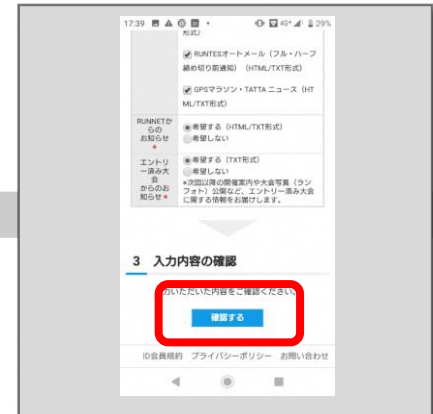 17:39
4G+
29%
形式）
RUNTESオートメール（フル・ハーフ
締め切り前通知）（HTML/TXT形式）
GPSマラソン・TATTA ニュース（HT
ML/TXT形式）
RUNNETか
らの
お知らせ
*
希望する（HTML/TXT形式）
希望しない
エントリ
ー済み大
会
からのお
知らせ*
希望する（TXT形式）
希望しない
*次回以降の開催案内や大会写真（ラン
フォト）公開など、エントリー済み大会
に関する情報をお届けします。
3 入力内容の確認
力いただいた内容をご確認ください。
確認する
ID会員規約 プライバシーポリシー お問い合わせ